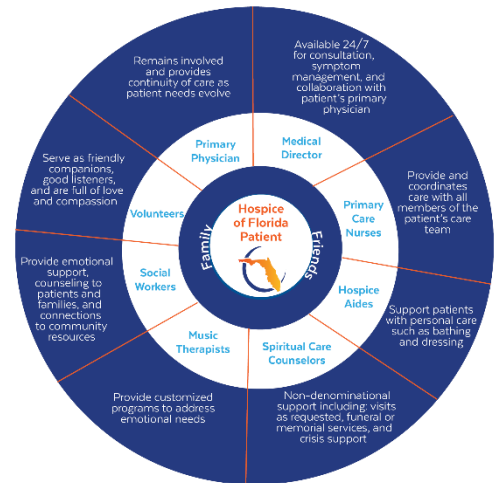 Remains involved
and provides
continuity of care as
patient needs evolve
Available 24/7
for consultation,
symptom
management, and
collaboration with
patient's primary
physician
Primary
Physician
Medical
Director
Serve as friendly
companions,
good listeners,
and are full of love
and compassion
Volunteers
Primary
Care
Nurses
Provide and
coordinates
care with all
members of the
patient's care
team
Family
Hospice
of Florida
Patient
Friends
Provide emotional
support,
counseling to
patients and
families, and
connections
to community
resources
Social
Workers
Hospice
Aides
Support patients
with personal care
such as bathing
and dressing
Music
Therapists
Spiritual Care
Counselors
Provide customized
programs to address
emotional needs
Non-denominational
support including: visits
as requested, funeral or
memorial services, and
crisis support